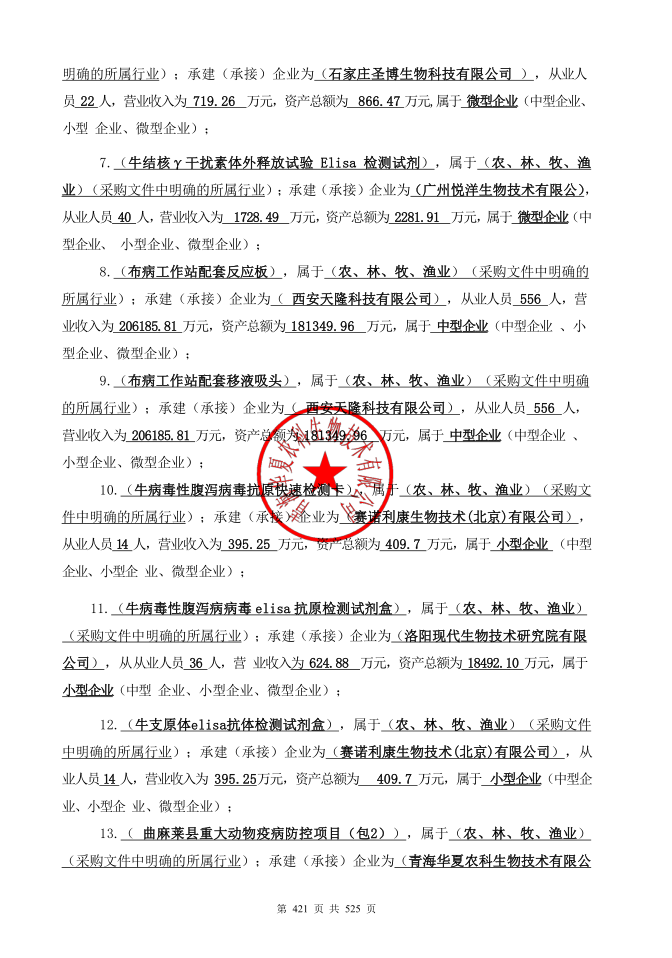 明确的所属行业）；承建（承接）企业为（石家庄圣博生物科技有限公司 ），从业人
员 22 人，营业收入为 719.26 万元，资产总额为 866.47 万元, 属于 微型企业（中型企业、
小型 企业、微型企业）；
7.（牛结核γ干扰素体外释放试验 Elisa 检测试剂），属于（农、林、牧、渔
业）（采购文件中明确的所属行业）；承建（承接）企业为（广州悦洋生物技术有限公），
从业人员 40 人，营业收入为 1728.49 万元，资产总额为 2281.91 万元，属于 微型企业（中
型企业、 小型企业、微型企业）；
8.（布病工作站配套反应板），属于（农、林、牧、渔业）（采购文件中明确的
所属行业）；承建（承接）企业为（ 西安天隆科技有限公司），从业人员 556 人，营
业收入为 206185.81 万元，资产总额为 181349.96 万元，属于 中型企业（中型企业 、小
型企业、微型企业）；
9.（布病工作站配套移液吸头），属于（农、林、牧、渔业）（采购文件中明确
的所属行业）；承建（承接）企业为（ 西安天隆科技有限公司），从业人员 556 人，
营业收入为 206185.81 万元，资产总额为 181349.96 万元，属于 中型企业（中型企业 、
小型企业、微型企业）；
10.（牛病毒性腹泻病毒抗原快速检测卡），属于（农、林、牧、渔业）（采购文
件中明确的所属行业）；承建（承接）企业为（赛诺利康生物技术(北京)有限公司），
从业人员 14 人，营业收入为 395.25 万元，资产总额为 409.7 万元，属于 小型企业 （中型
企业、小型企 业、微型企业）；
11.（牛病毒性腹泻病病毒 elisa 抗原检测试剂盒），属于（农、林、牧、渔业）
（采购文件中明确的所属行业）；承建（承接）企业为（洛阳现代生物技术研究院有限
公司），从从业人员 36 人，营 业收入为 624.88 万元，资产总额为 18492.10 万元，属于
小型企业（中型 企业、小型企业、微型企业）；
12.（牛支原体elisa抗体检测试剂盒），属于（农、林、牧、渔业）（采购文件
中明确的所属行业）；承建（承接）企业为（赛诺利康生物技术(北京)有限公司），从
业人员 14 人，营业收入为 395.25 万元，资产总额为 409.7 万元，属于 小型企业（中型企
业、小型企 业、微型企业）；
13.（ 曲麻莱县重大动物疫病防控项目（包2）），属于（农、林、牧、渔业）
（采购文件中明确的所属行业）；承建（承接）企业为（青海华夏农科生物技术有限公
青海华夏农科生物技术有限公司
第 421 页 共 525 页